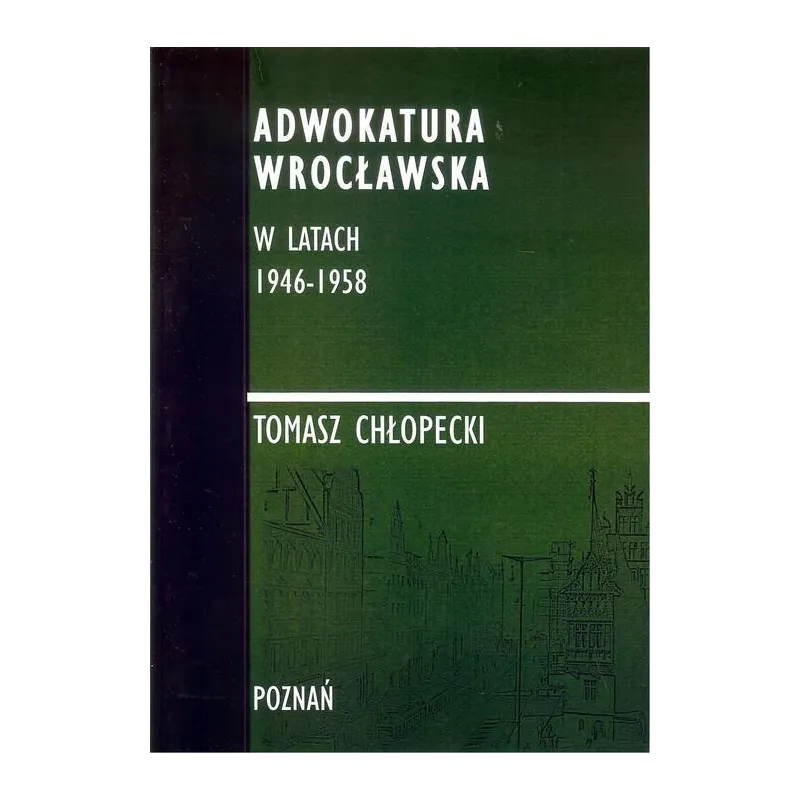 ADWOKATURA
WROCŁAWSKA
W LATACH
1946-1958
TOMASZ CHŁOPECKI
POZNAŃ